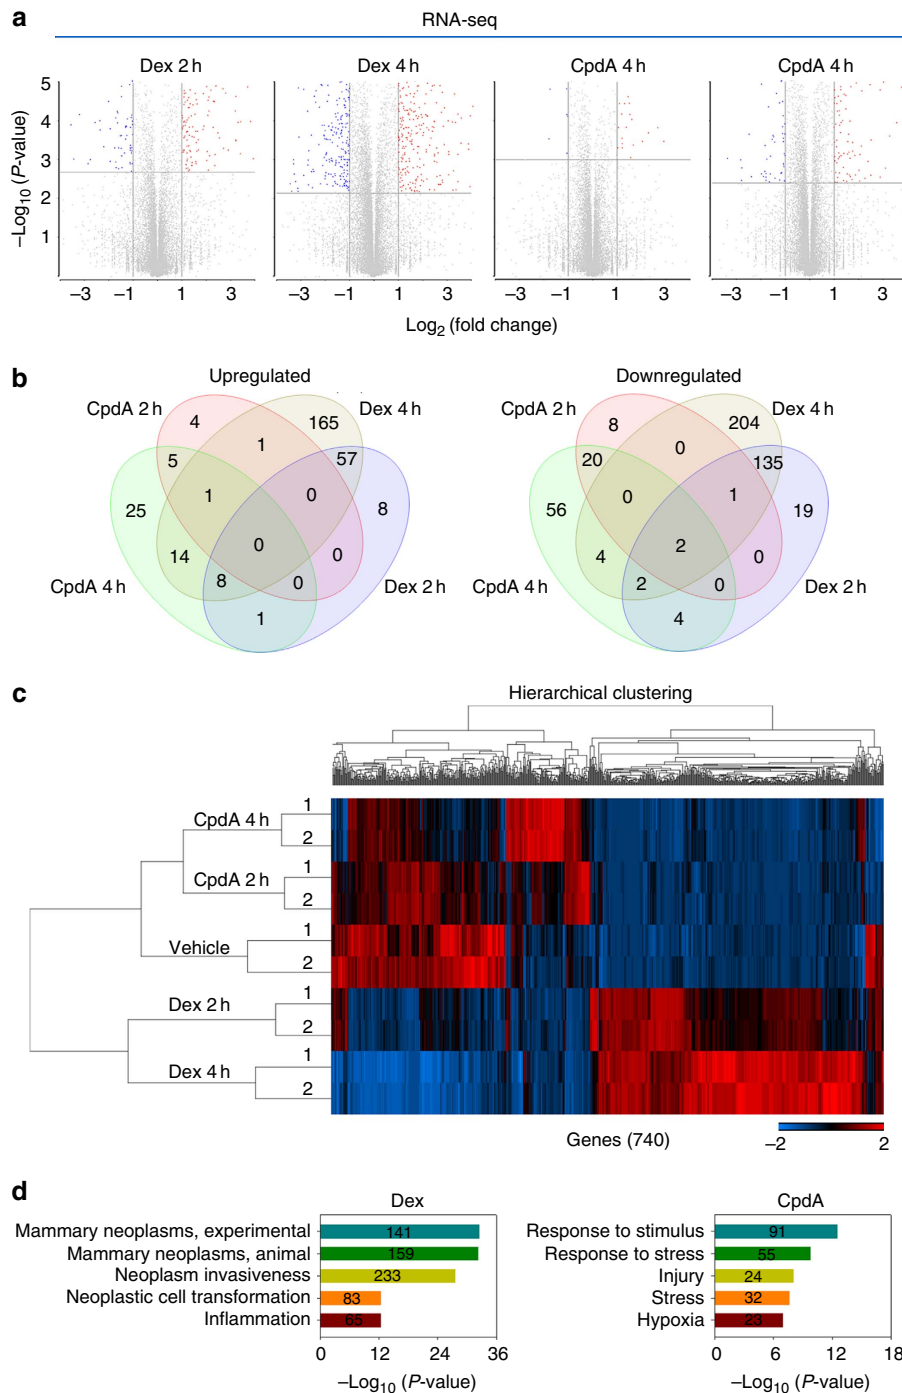 a
RNA-seq
Dex 2 h
Dex 4 h
CpdA 4 h
CpdA 4 h
–Log10 (P-value)
5
4
3
2
1
–3 –1 1 3
–3 –1 1 3
–3 –1 1 3
–3 –1 1 3
Log2 (fold change)
b
Upregulated
CpdA 2 h
Dex 4 h
CpdA 4 h
Dex 2 h
4
165
1
5
57
25
1
0
8
0
14
0
8
0
1
Downregulated
CpdA 2 h
Dex 4 h
CpdA 4 h
Dex 2 h
8
204
0
20
135
56
0
1
19
2
4
0
2
0
4
c
Hierarchical clustering
CpdA 4 h
1
2
CpdA 2 h
1
2
Vehicle
1
2
Dex 2 h
1
2
Dex 4 h
1
2
Genes (740)
–2 2
d
Dex
Mammary neoplasms, experimental 141
Mammary neoplasms, animal 159
Neoplasm invasiveness 233
Neoplastic cell transformation 83
Inflammation 65
0 12 24 36
–Log10 (P-value)
CpdA
Response to stimulus 91
Response to stress 55
Injury 24
Stress 32
Hypoxia 23
0 6 12 18
–Log10 (P-value)